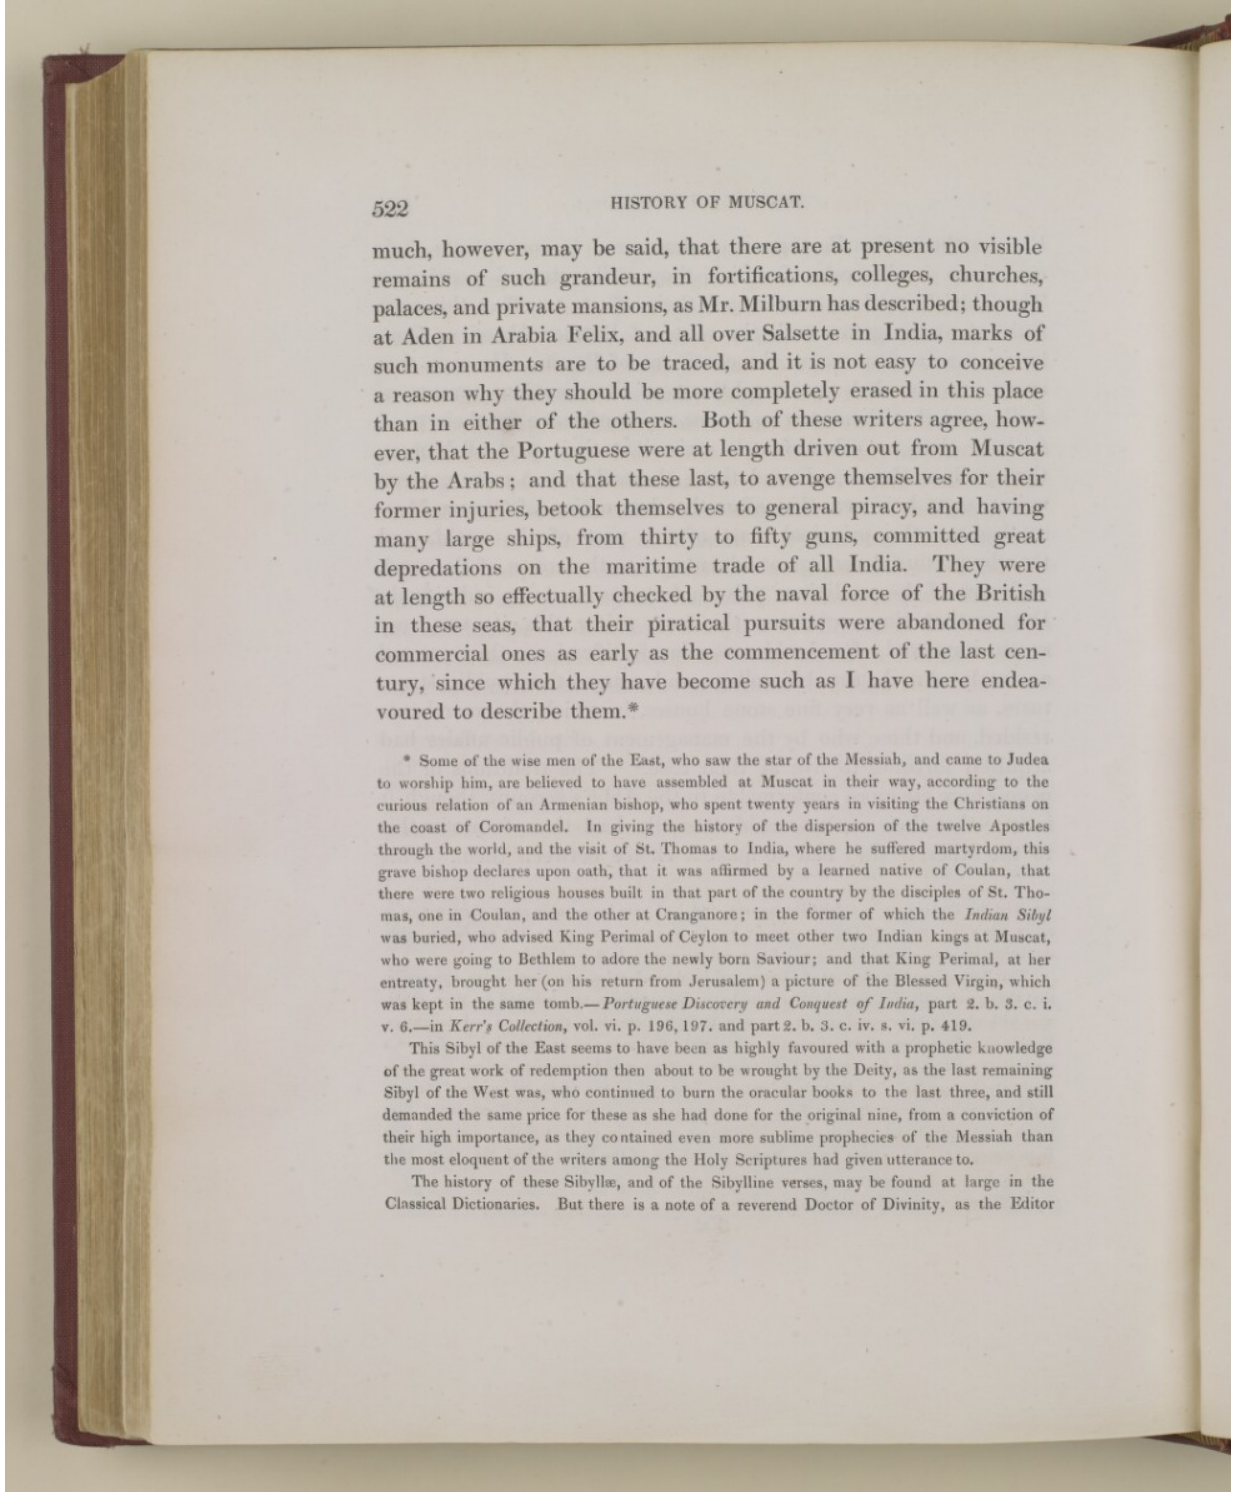 522
HISTORY OF MUSCAT.
much, however, may be said, that there are at present no visible
remains of such grandeur, in fortifications, colleges, churches,
palaces, and private mansions, as Mr. Milburn has described; though
at Aden in Arabia Felix, and all over Salsette in India, marks of
such monuments are to be traced, and it is not easy to conceive
a reason why they should be more completely erased in this place
than in either of the others. Both of these writers agree, how-
ever, that the Portuguese were at length driven out from Muscat
by the Arabs; and that these last, to avenge themselves for their
former injuries, betook themselves to general piracy, and having
many large ships, from thirty to fifty guns, committed great
depredations on the maritime trade of all India. They were
at length so effectually checked by the naval force of the British
in these seas, that their piratical pursuits were abandoned for
commercial ones as early as the commencement of the last cen-
tury, since which they have become such as I have here endea-
voured to describe them.*
* Some of the wise men of the East, who saw the star of the Messiah, and came to Judea
to worship him, are believed to have assembled at Muscat in their way, according to the
curious relation of an Armenian bishop, who spent twenty years in visiting the Christians on
the coast of Coromandel. In giving the history of the dispersion of the twelve Apostles
through the world, and the visit of St. Thomas to India, where he suffered martyrdom, this
grave bishop declares upon oath, that it was affirmed by a learned native of Coulan, that
there were two religious houses built in that part of the country by the disciples of St. Tho-
mas, one in Coulan, and the other at Cranganore; in the former of which the Indian Sibyl
was buried, who advised King Perimal of Ceylon to meet other two Indian kings at Muscat,
who were going to Bethlem to adore the newly born Saviour; and that King Perimal, at her
entreaty, brought her (on his return from Jerusalem) a picture of the Blessed Virgin, which
was kept in the same tomb.—Portuguese Discovery and Conquest of India, part 2. b. 3. c. i.
v. 6.—in Kerr's Collection, vol. vi. p. 196, 197. and part 2. b. 3. c. iv. s. vi. p. 419.
This Sibyl of the East seems to have been as highly favoured with a prophetic knowledge
of the great work of redemption then about to be wrought by the Deity, as the last remaining
Sibyl of the West was, who continued to burn the oracular books to the last three, and still
demanded the same price for these as she had done for the original nine, from a conviction of
their high importance, as they contained even more sublime prophecies of the Messiah than
the most eloquent of the writers among the Holy Scriptures had given utterance to.
The history of these Sibyllæ, and of the Sibylline verses, may be found at large in the
Classical Dictionaries. But there is a note of a reverend Doctor of Divinity, as the Editor